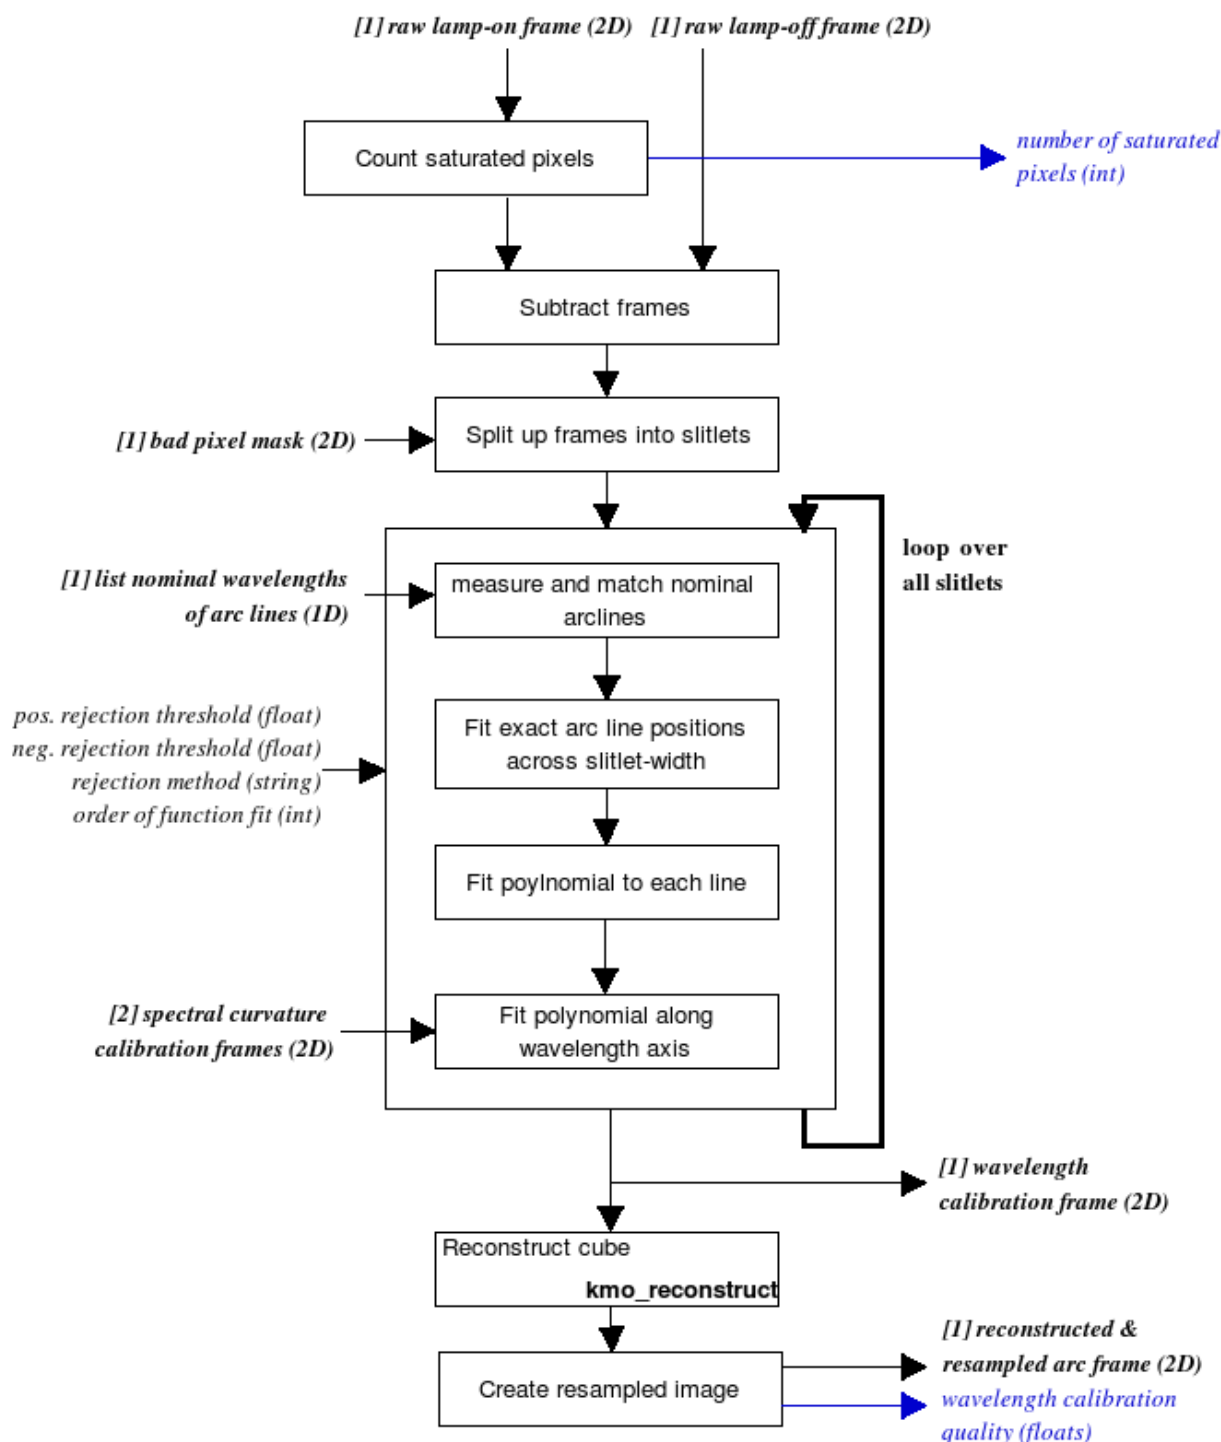 [1] raw lamp-on frame (2D) [1] raw lamp-off frame (2D)
Count saturated pixels
number of saturated
pixels (int)
Subtract frames
[1] bad pixel mask (2D)
Split up frames into slitlets
loop over
all slitlets
[1] list nominal wavelengths
of arc lines (1D)
measure and match nominal
arclines
pos. rejection threshold (float)
neg. rejection threshold (float)
rejection method (string)
order of function fit (int)
Fit exact arc line positions
across slitlet-width
Fit poylnomial to each line
[2] spectral curvature
calibration frames (2D)
Fit polynomial along
wavelength axis
[1] wavelength
calibration frame (2D)
Reconstruct cube
kmo_reconstruct
Create resampled image
[1] reconstructed &
resampled arc frame (2D)
wavelength calibration
quality (floats)